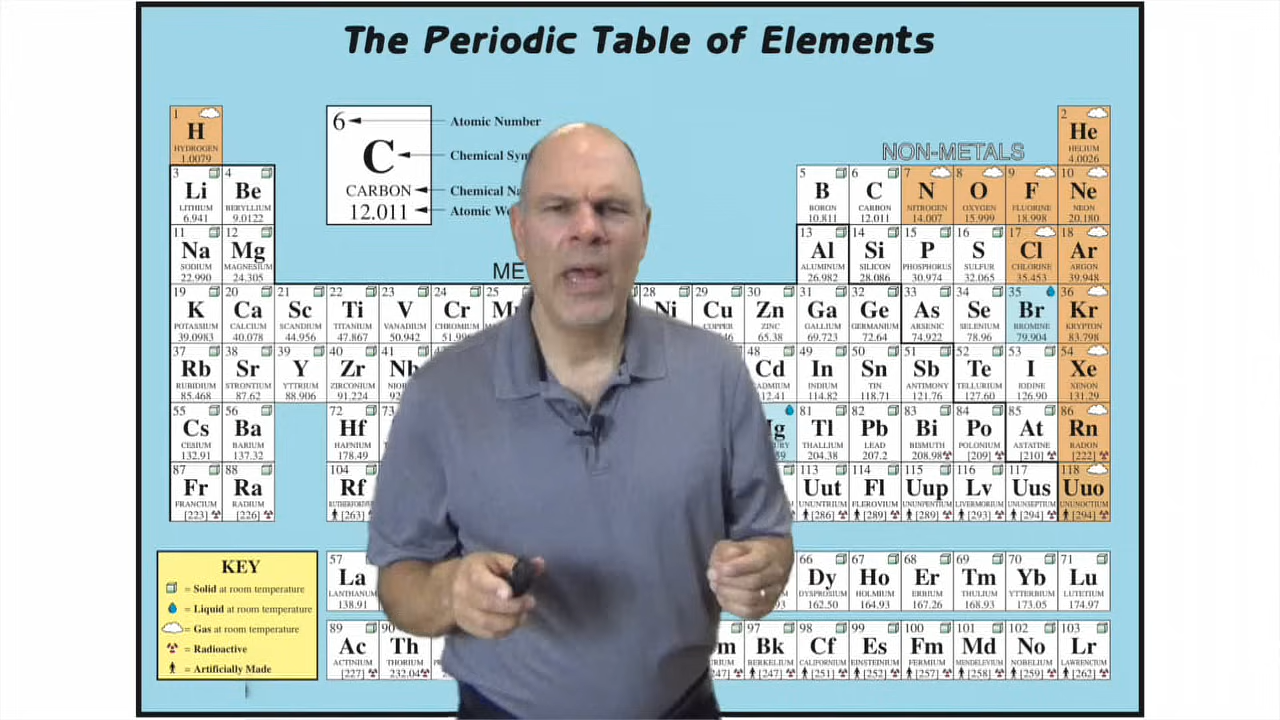 The Periodic Table of Elements
1 2
H He
HYDROGEN HELIUM
1.0079 4.0026
6 Atomic Number
C Chemical
CARBON Chemical
12.011 Atomic
NON-METALS
3 4 5 6 7 8 9 10
Li Be B C N O F Ne
LITHIUM BERYLLIUM BORON CARBON NITROGEN OXYGEN FLUORINE NEON
6.941 9.0122 10.811 12.011 14.007 15.999 18.998 20.180
11 12 13 14 15 16 17 18
Na Mg Al Si P S Cl Ar
SODIUM MAGNESIUM ALUMINUM SILICON PHOSPHORUS SULFUR CHLORINE ARGON
22.990 24.305 26.982 28.086 30.974 32.065 35.453 39.948
19 20 21 22 23 24 25 28 29 30 31 32 33 34 35 36
K Ca Sc Ti V Cr Ni Cu Zn Ga Ge As Se Br Kr
POTASSIUM CALCIUM SCANDIUM TITANIUM VANADIUM CHROMIUM ZINC GALLIUM GERMANIUM ARSENIC SELENIUM BROMINE KRYPTON
39.0983 40.078 44.956 47.867 50.942 65.38 69.723 72.64 74.922 78.96 79.904 83.798
37 38 39 40 41 48 49 50 51 52 53 54
Rb Sr Y Zr Cd In Sn Sb Te I Xe
RUBIDIUM STRONTIUM YTTRIUM ZIRCONIUM INDIUM TIN ANTIMONY TELLURIUM IODINE XENON
85.468 87.62 88.906 91.224 114.82 118.71 121.76 127.60 126.90 131.29
55 56 72 73 81 82 83 84 85 86
Cs Ba Hf Tl Pb Bi Po At Rn
CESIUM BARIUM HAFNIUM THALLIUM LEAD BISMUTH POLONIUM ASTATINE RADON
132.91 137.32 178.49 204.38 207.2 208.98 [209] [210] [222]
87 88 104 113 114 115 116 117 118
Fr Ra Rf Uut Fl Uup Lv Uus Uuo
FRANCIUM RADIUM UNUNTRIUM FLEROVIUM UNUNPENTIUM LIVERMORIUM UNUNSEPTIUM UNUNOCTIUM
[223] [226] [263] [286] [289] [289] [293] [294] [294]
57 66 67 68 69 70 71
La Dy Ho Er Tm Yb Lu
LANTHANUM DYSPROSIUM HOLMIUM ERBIUM THULIUM YTTERBIUM LUTETIUM
138.91 162.50 164.93 167.26 168.93 173.05 174.97
89 90 97 98 99 100 101 102 103
Ac Th Bk Cf Es Fm Md No Lr
ACTINIUM THORIUM BERKELIUM CALIFORNIUM EINSTEINIUM FERMIUM MENDELEVIUM NOBELIUM LAWRENCIUM
[227] 232.04 [247] [251] [252] [257] [258] [259] [262]
KEY
= Solid at room temperature
= Liquid at room temperature
= Gas at room temperature
= Radioactive
= Artificially Made